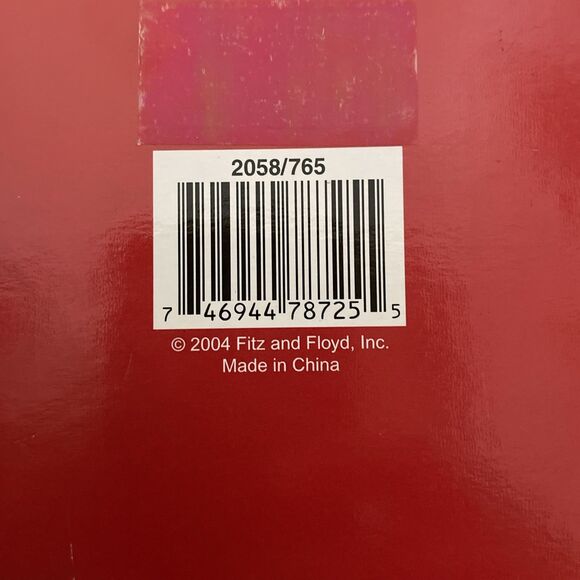 2058/765
7 46944 78725 5
© 2004 Fitz and Floyd, Inc.
Made in China